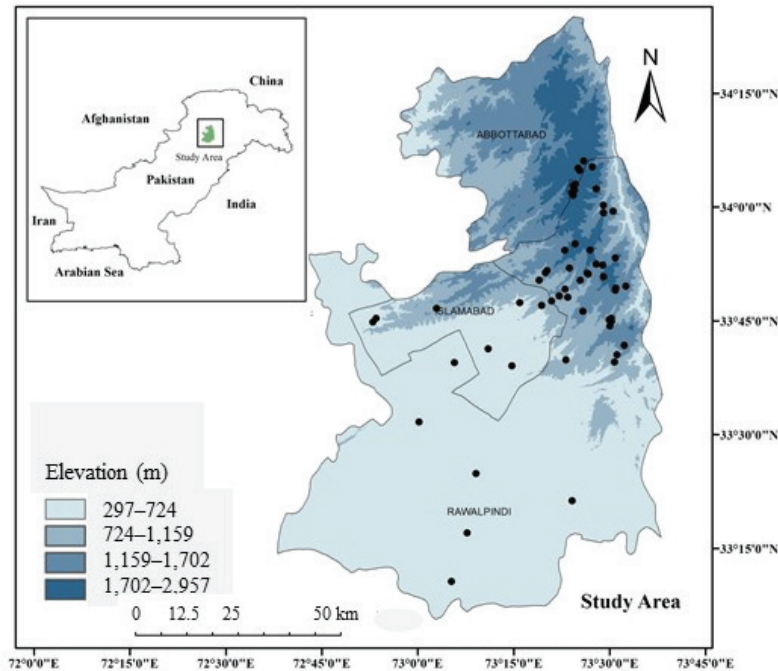 China
Afghanistan
Study Area
Pakistan
India
Iran
Arabian Sea
N
34°15'0"N
34°0'0"N
33°45'0"N
33°30'0"N
33°15'0"N
ABBOTTABAD
ISLAMABAD
RAWALPINDI
Elevation (m)
297–724
724–1,159
1,159–1,702
1,702–2,957
0 12.5 25 50 km
Study Area
72°0'0"E 72°15'0"E 72°30'0"E 72°45'0"E 73°0'0"E 73°15'0"E 73°30'0"E 73°45'0"E